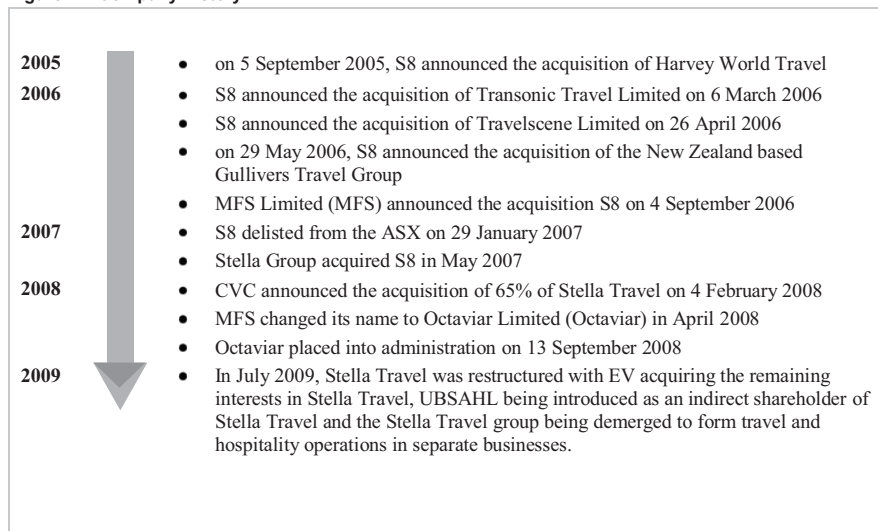 2005 • on 5 September 2005, S8 announced the acquisition of Harvey World Travel
2006 • S8 announced the acquisition of Transonic Travel Limited on 6 March 2006
• S8 announced the acquisition of Travelscene Limited on 26 April 2006
• on 29 May 2006, S8 announced the acquisition of the New Zealand based
Gullivers Travel Group
• MFS Limited (MFS) announced the acquisition S8 on 4 September 2006
2007 • S8 delisted from the ASX on 29 January 2007
• Stella Group acquired S8 in May 2007
2008 • CVC announced the acquisition of 65% of Stella Travel on 4 February 2008
• MFS changed its name to Octaviar Limited (Octaviar) in April 2008
• Octaviar placed into administration on 13 September 2008
2009 • In July 2009, Stella Travel was restructured with EV acquiring the remaining
interests in Stella Travel, UBSAHL being introduced as an indirect shareholder of
Stella Travel and the Stella Travel group being demerged to form travel and
hospitality operations in separate businesses.